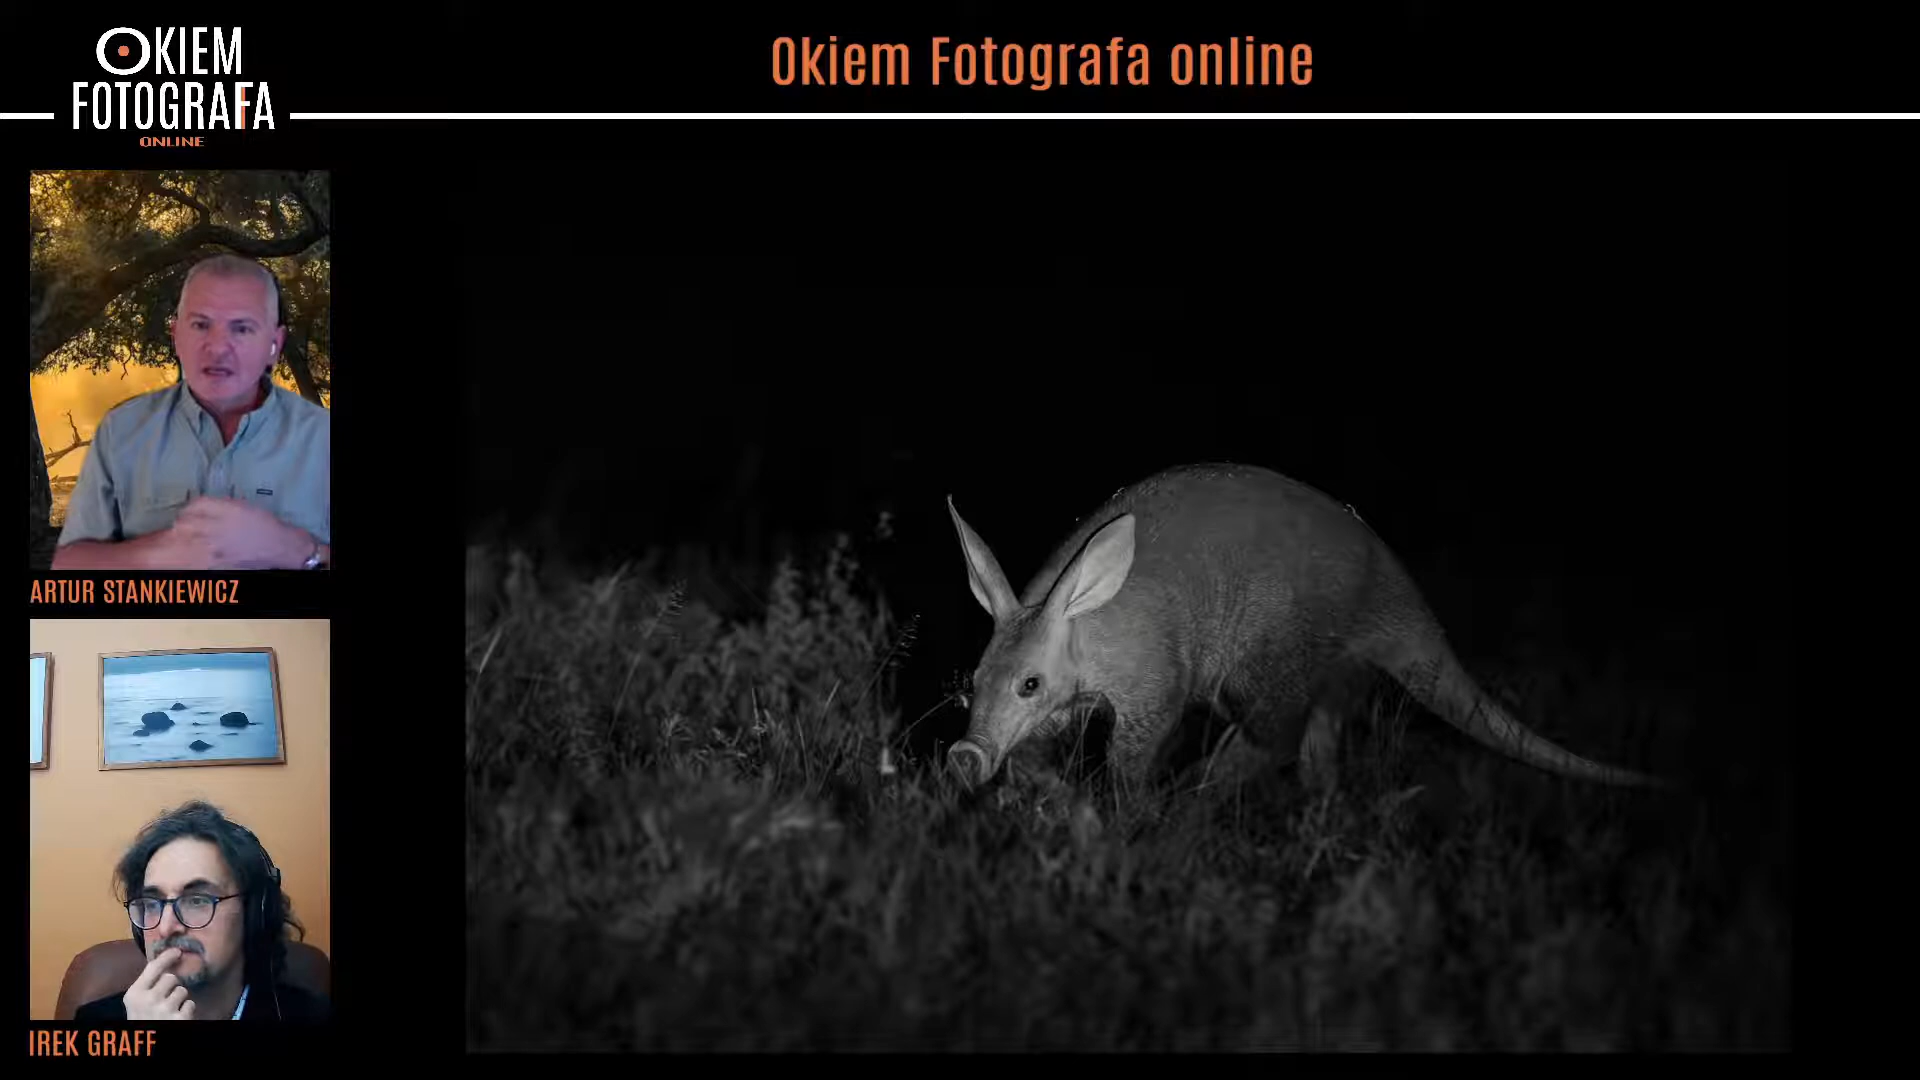 OKIEM
FOTOGRAFA
ONLINE
Okiem Fotografa online
ARTUR STANKIEWICZ
IREK GRAFF